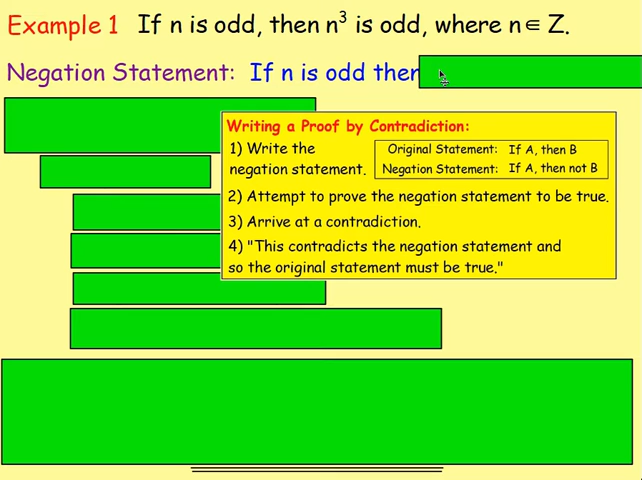 Example 1 If n is odd, then n³ is odd, where n ∈ Z.
Negation Statement: If n is odd then
Writing a Proof by Contradiction:
1) Write the
negation statement.
Original Statement: If A, then B
Negation Statement: If A, then not B
2) Attempt to prove the negation statement to be true.
3) Arrive at a contradiction.
4) "This contradicts the negation statement and
so the original statement must be true."